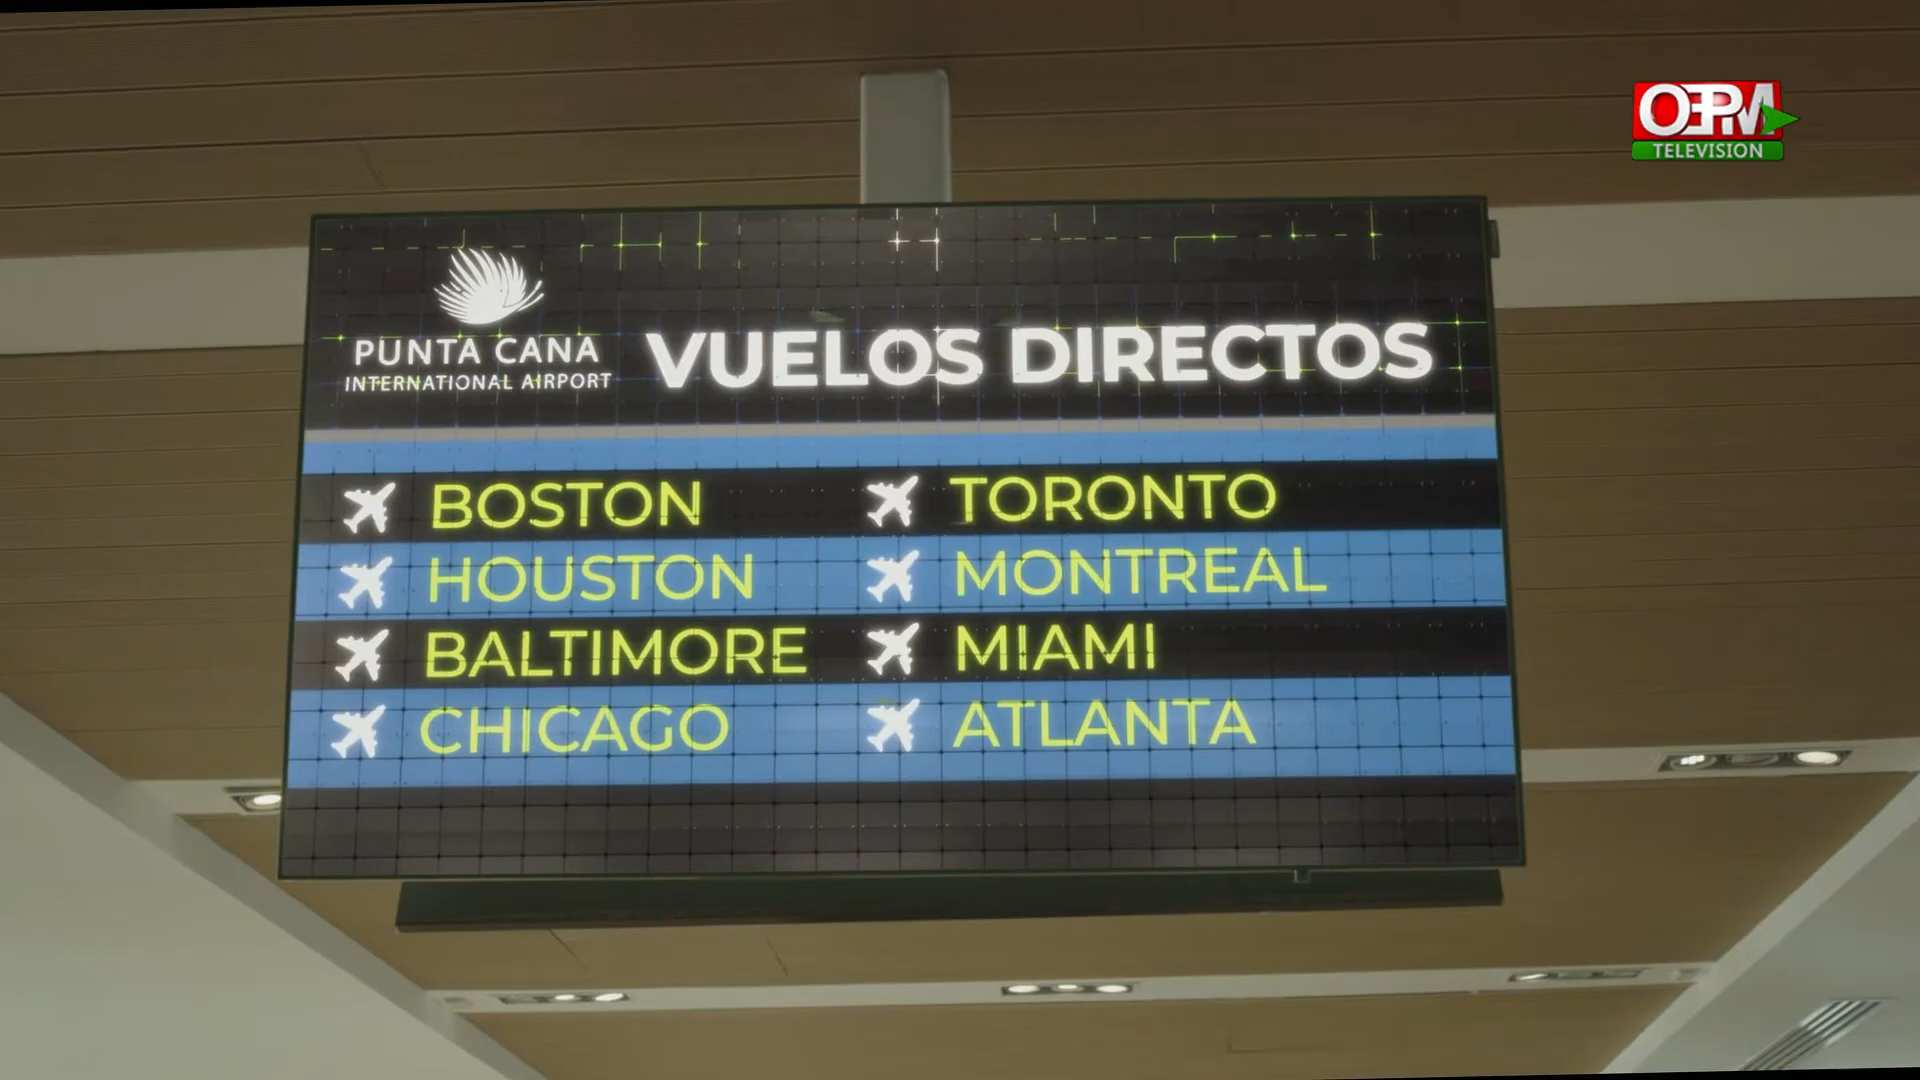 OEPM
TELEVISION
PUNTA CANA
INTERNATIONAL AIRPORT
VUELOS DIRECTOS
BOSTON
TORONTO
HOUSTON
MONTREAL
BALTIMORE
MIAMI
CHICAGO
ATLANTA